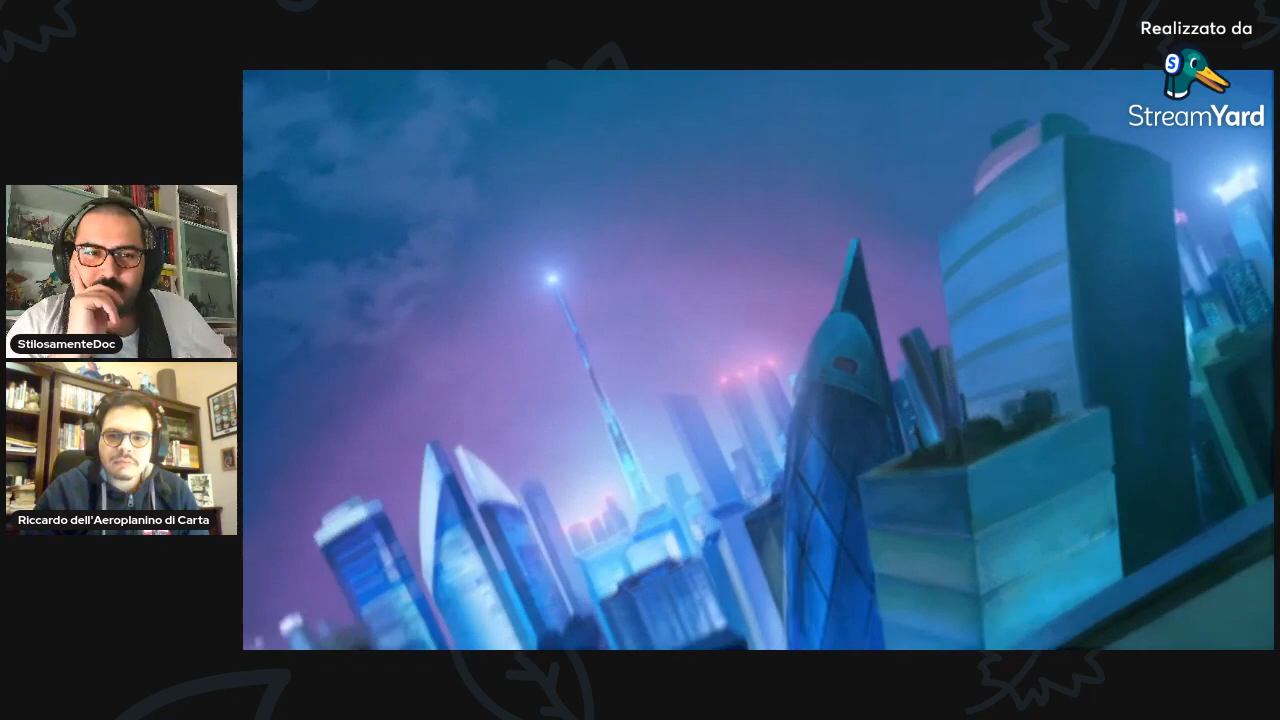 Realizzato da
S
StreamYard
StilosamenteDoc
Riccardo dell'Aeroplanino di Carta